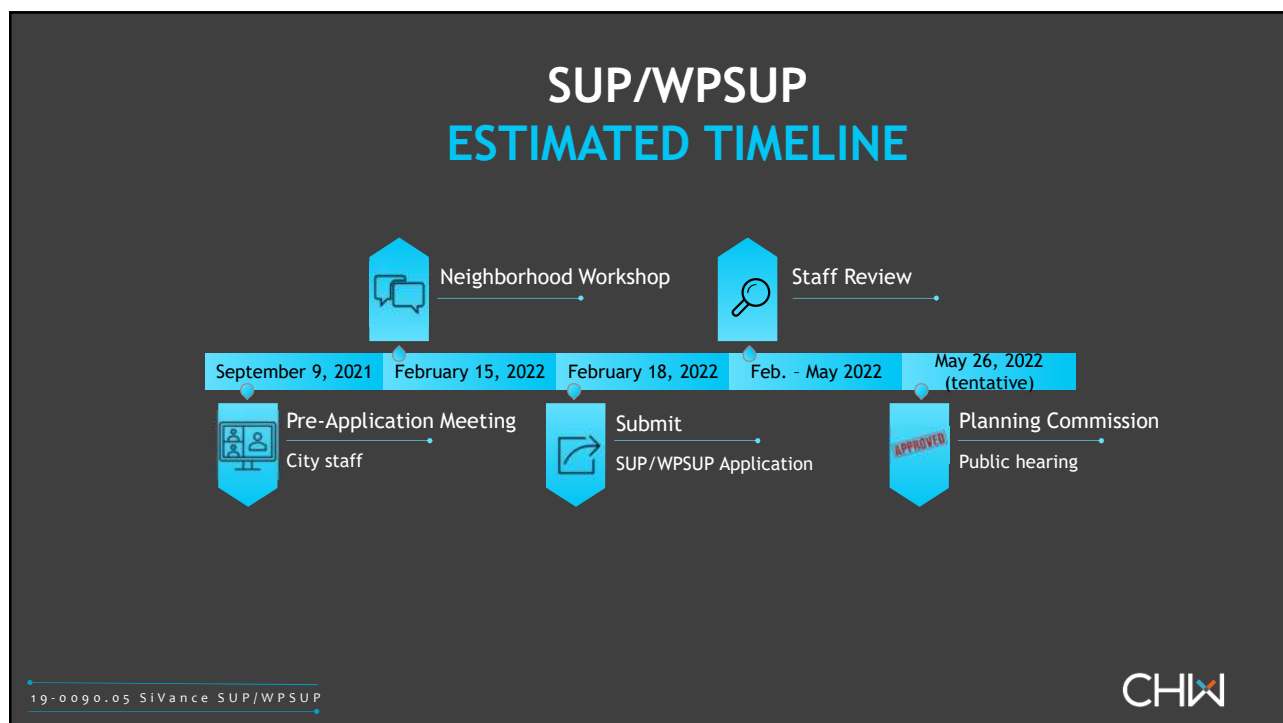 SUP/WPSUP
ESTIMATED TIMELINE
Neighborhood Workshop
Staff Review
September 9, 2021
February 15, 2022
February 18, 2022
Feb. - May 2022
May 26, 2022
(tentative)
Pre-Application Meeting
City staff
Submit
SUP/WPSUP Application
APPROVED
Planning Commission
Public hearing
19-0090.05 SiVance SUP/WPSUP
CHW